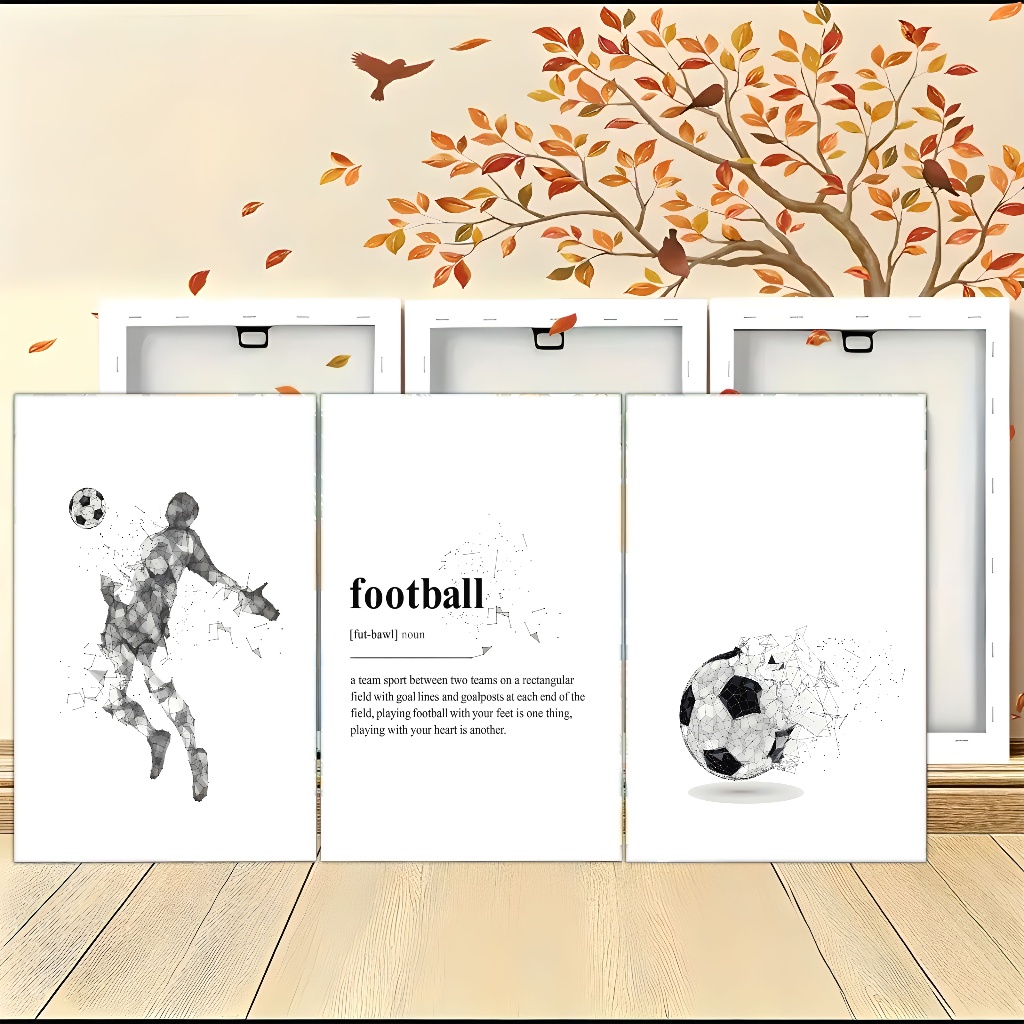 football
[fut-bawl] noun
a team sport between two teams on a rectangular
field with goal lines and goalposts at each end of the
field, playing football with your feet is one thing,
playing with your heart is another.